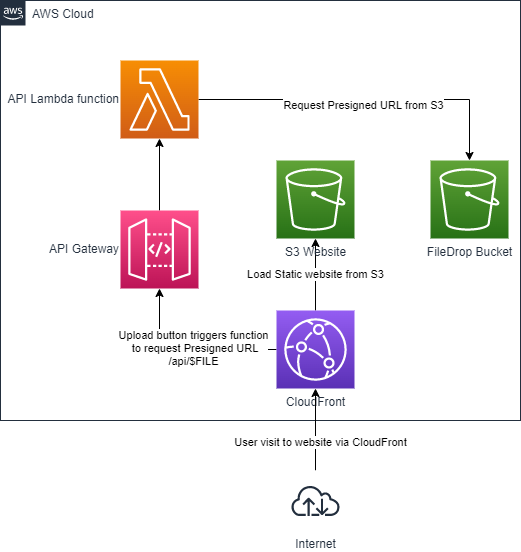 aws
AWS Cloud
API Lambda function
Request Presigned URL from S3
API Gateway
S3 Website
FileDrop Bucket
Load Static website from S3
Upload button triggers function
to request Presigned URL
/api/$FILE
CloudFront
User visit to website via CloudFront
Internet